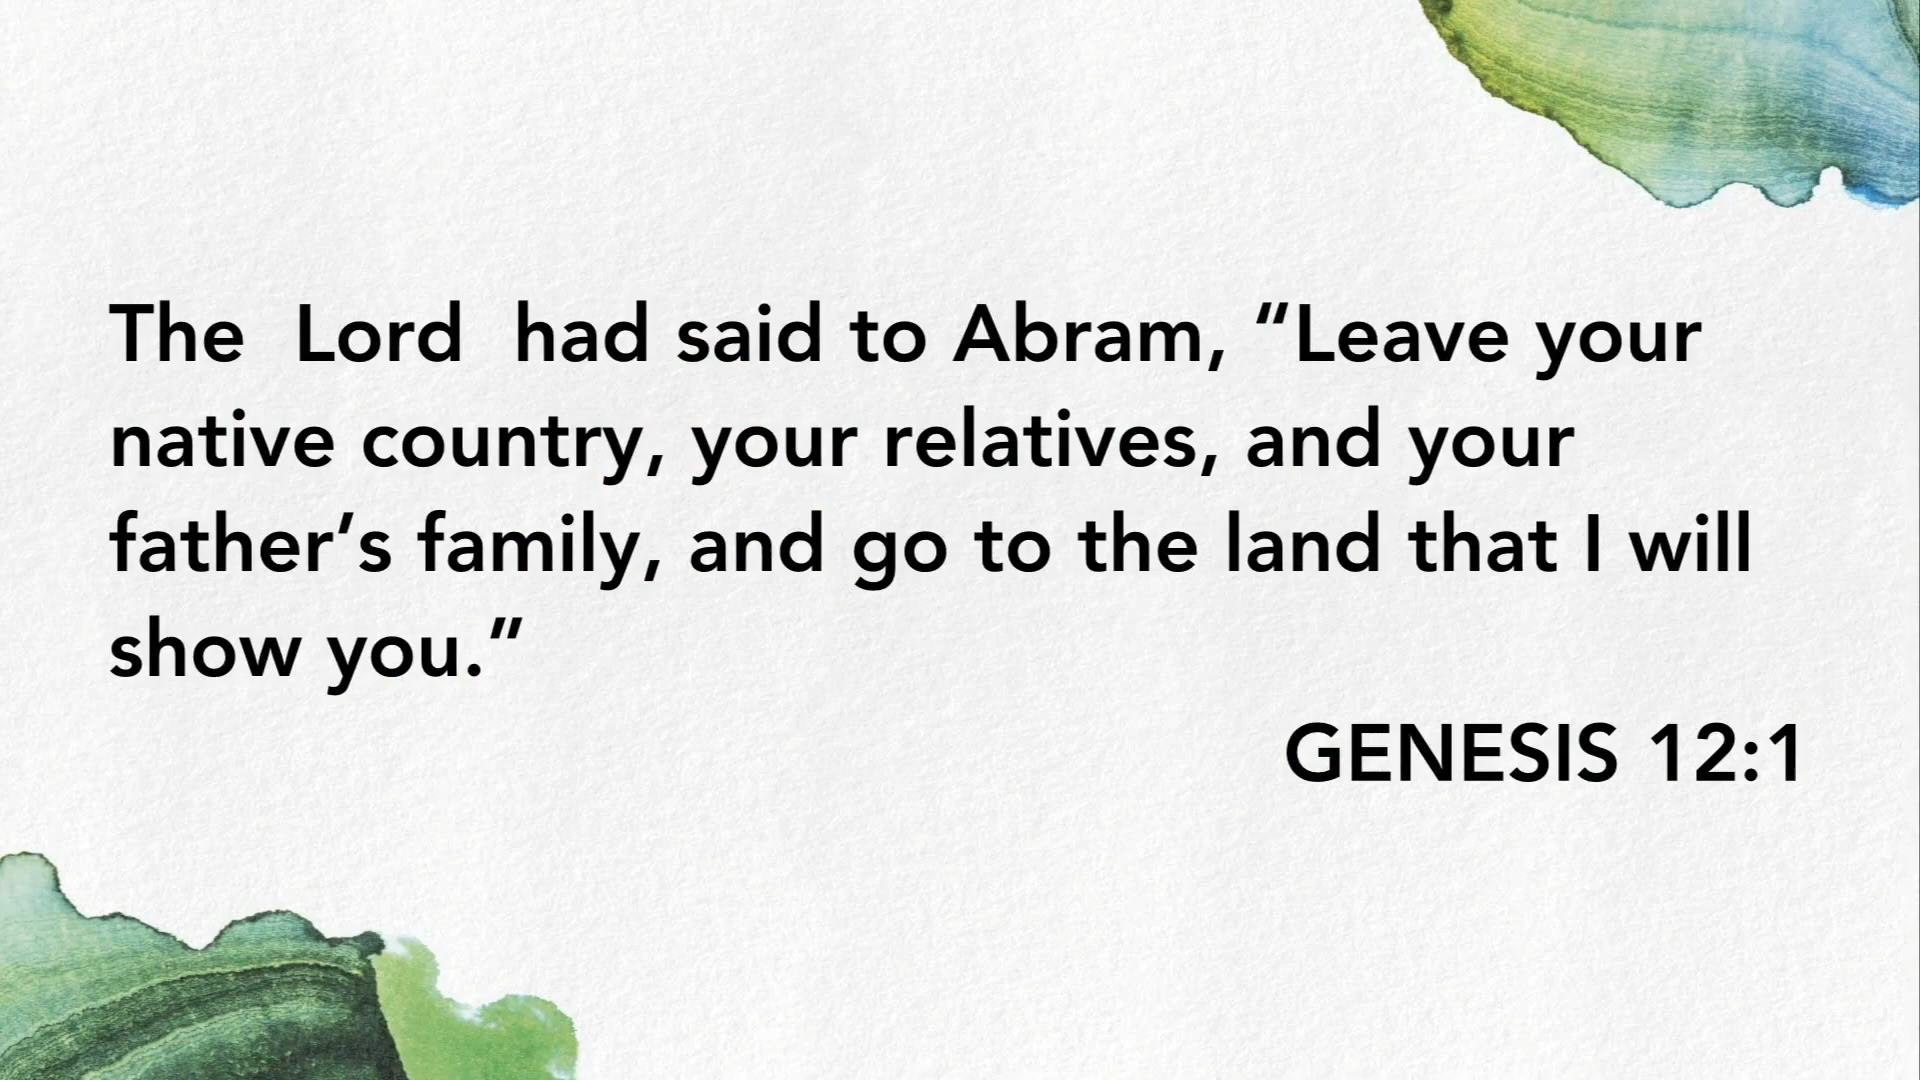 The  Lord  had said to Abram, “Leave your
native country, your relatives, and your
father’s family, and go to the land that I will
show you.”
GENESIS 12:1